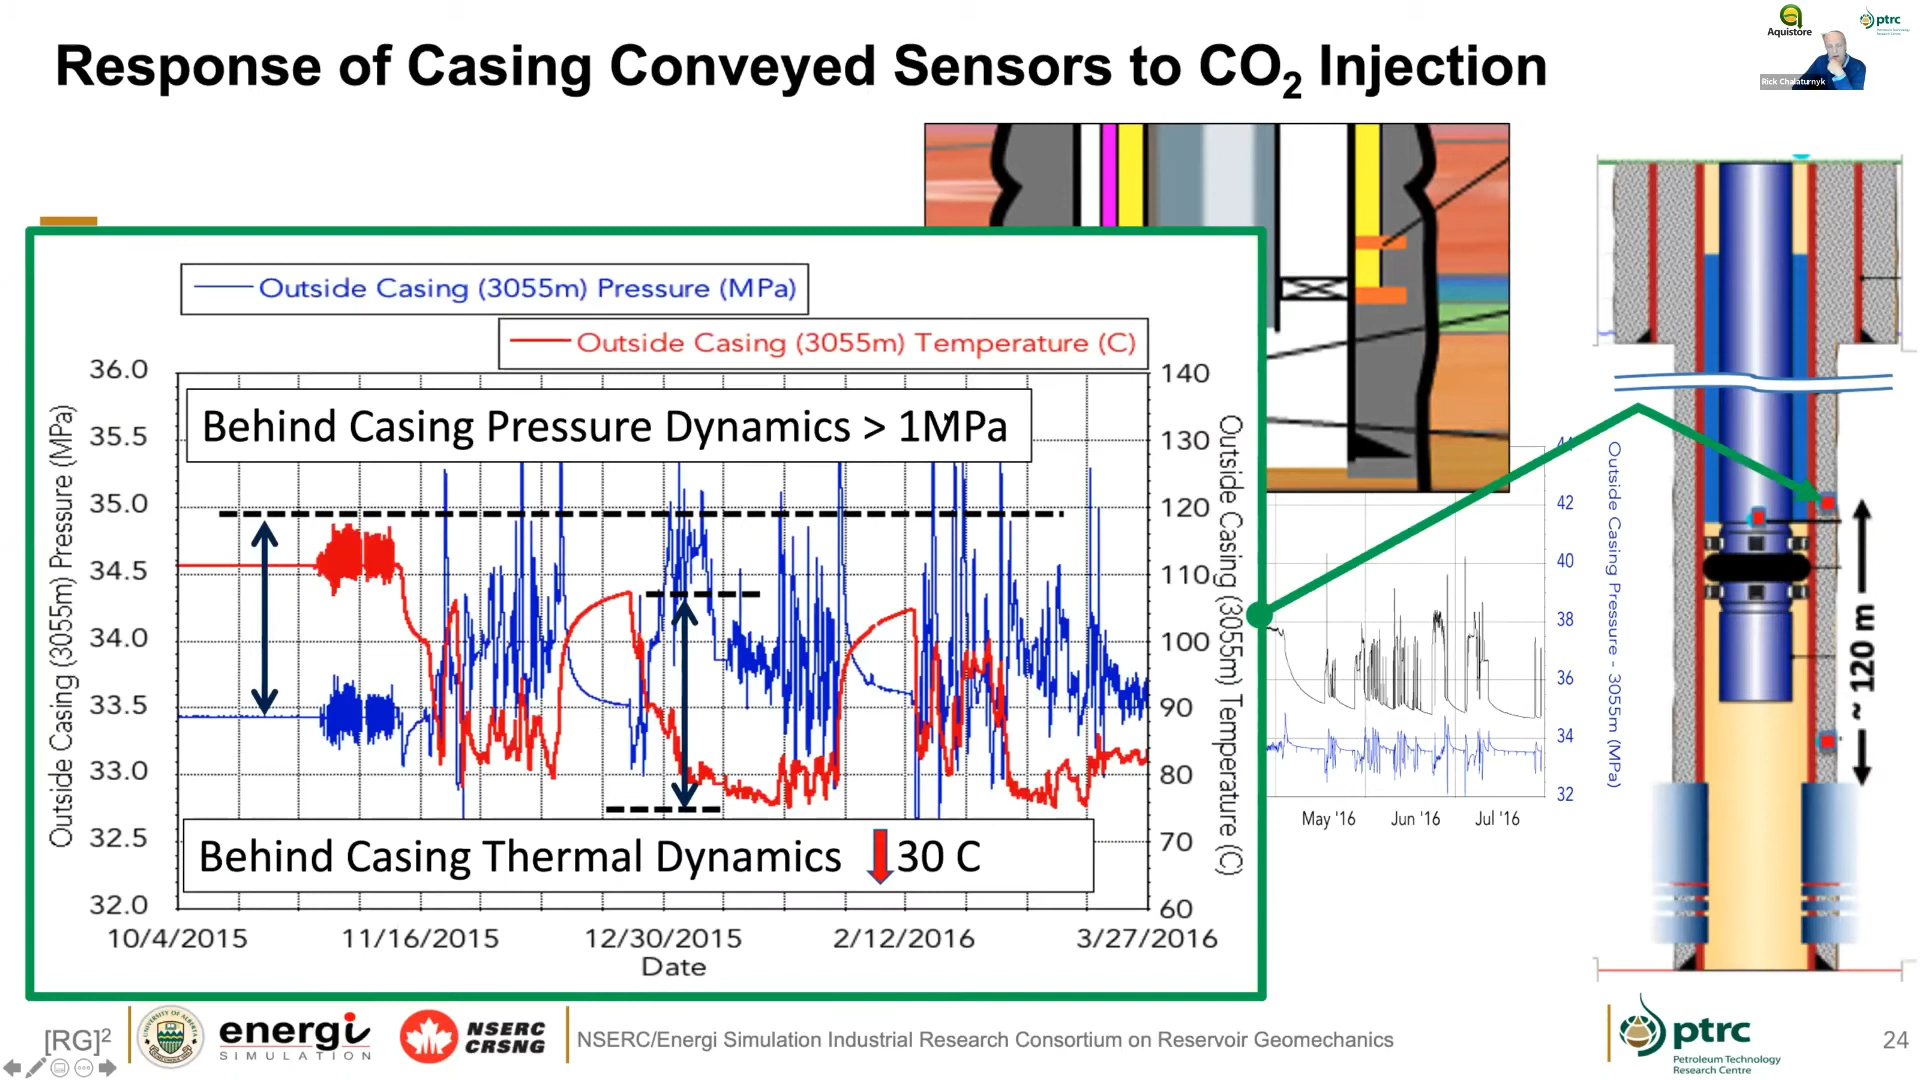 Response of Casing Conveyed Sensors to CO2 Injection
Aquistore
ptrc
Rick Chalaturnyk
Outside Casing (3055m) Pressure (MPa)
Outside Casing (3055m) Temperature (C)
Behind Casing Pressure Dynamics > 1MPa
Behind Casing Thermal Dynamics 30 C
Outside Casing (3055m) Pressure (MPa)
36.0
35.5
35.0
34.5
34.0
33.5
33.0
32.5
32.0
140
130
120
110
100
90
80
70
60
Outside Casing (3055m) Temperature (C)
10/4/2015 11/16/2015 12/30/2015 2/12/2016 3/27/2016
Date
44
42
40
38
36
34
32
Outside Casing Pressure - 3055m (MPa)
May '16 Jun '16 Jul '16
~ 120 m
[RG]2
UNIVERSITY OF ALBERTA
energi
SIMULATION
NSERC
CRSNG
NSERC/Energi Simulation Industrial Research Consortium on Reservoir Geomechanics
ptrc
Petroleum Technology
Research Centre
24